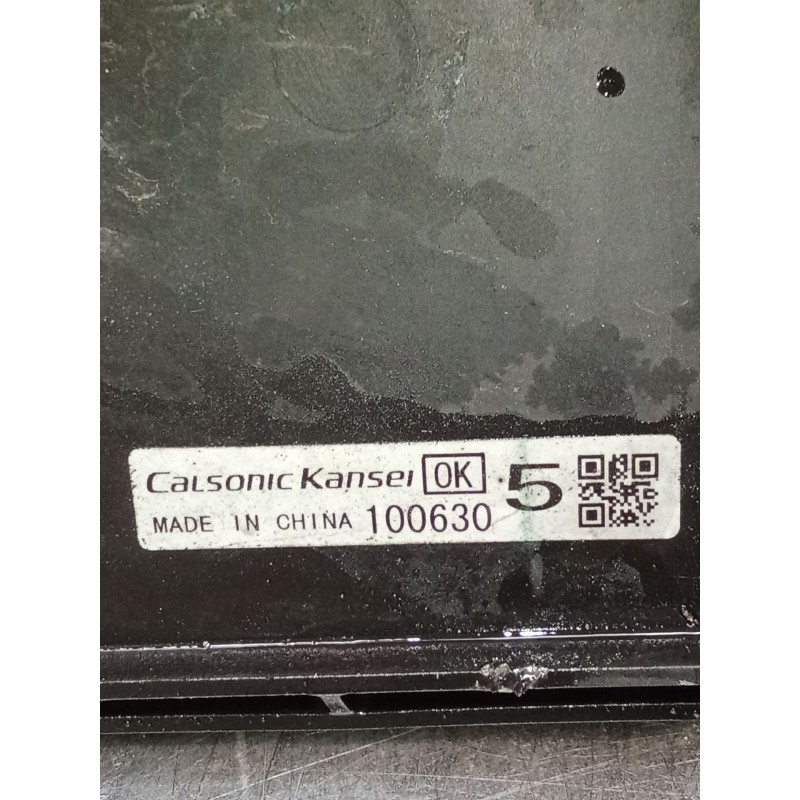 Calsonic Kansei OK 5
MADE IN CHINA 100630